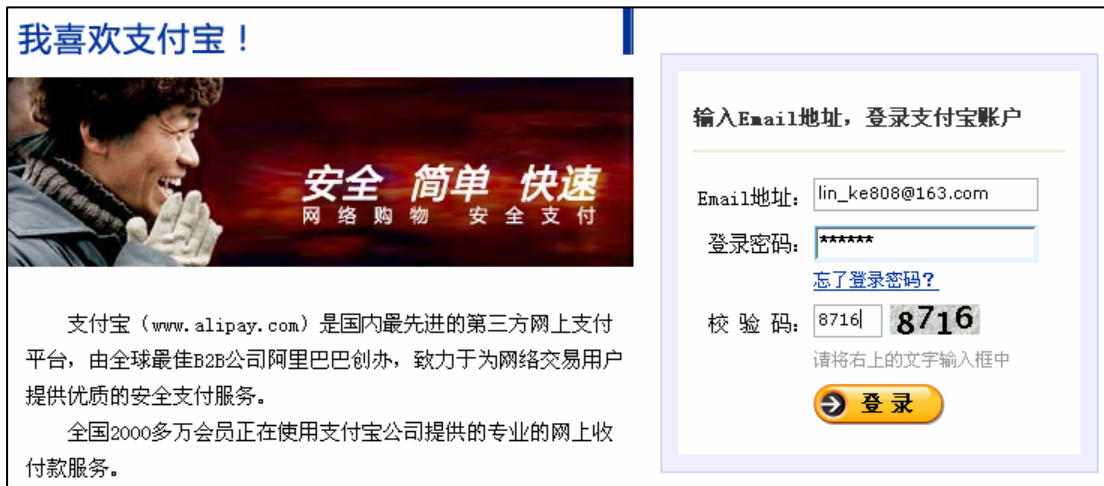 我喜欢支付宝！
安全 简单 快速
网络购物 安全支付
支付宝（www.alipay.com）是国内最先进的第三方网上支付
平台，由全球最佳B2B公司阿里巴巴创办，致力于为网络交易用户
提供优质的安全支付服务。
全国2000多万会员正在使用支付宝公司提供的专业的网上收
付款服务。
输入Email地址，登录支付宝账户
Email地址： lin_ke808@163.com
登录密码： ******
忘了登录密码？
校 验 码： 8716 8716
请将右上的文字输入框中
登 录